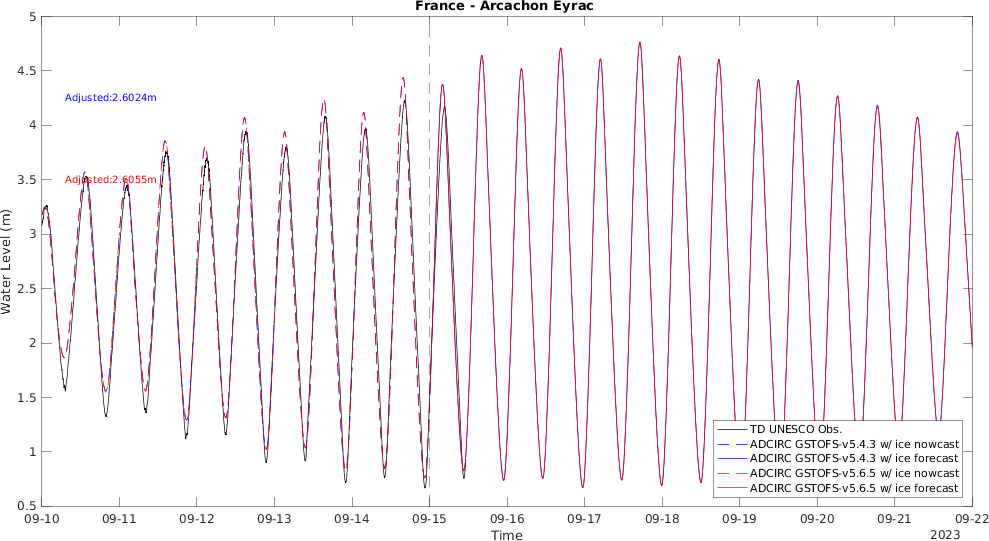 France - Arcachon Eyrac
5
4.5
4
3.5
3
2.5
2
1.5
1
0.5
Water Level (m)
Adjusted:2.6024m
Adjusted:2.6055m
TD UNESCO Obs.
ADCIRC GSTOFS-v5.4.3 w/ ice nowcast
ADCIRC GSTOFS-v5.4.3 w/ ice forecast
ADCIRC GSTOFS-v5.6.5 w/ ice nowcast
ADCIRC GSTOFS-v5.6.5 w/ ice forecast
09-10 09-11 09-12 09-13 09-14 09-15 09-16 09-17 09-18 09-19 09-20 09-21 09-22
Time
2023